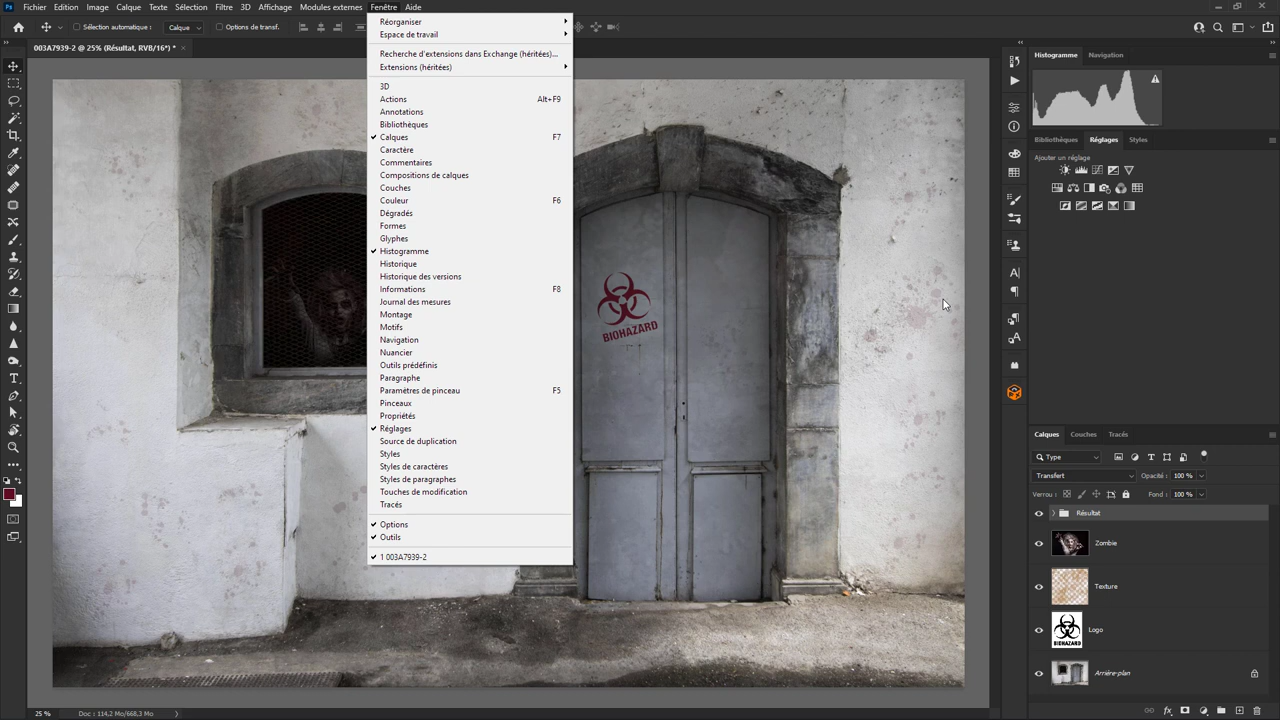 Fichier Edition Image Calque Texte Sélection Filtre 3D Affichage Modules externes Fenêtre Aide
Sélection automatique : Calque Options de transf.
003A7939-2 @ 25% (Résultat, RVB/16*) *
Réorganiser
Espace de travail
Recherche d'extensions dans Exchange (héritées)...
Extensions (héritées)
3D
Actions Alt+F9
Annotations
Bibliothèques
Calques F7
Caractère
Commentaires
Compositions de calques
Couches
Couleur F6
Dégradés
Formes
Glyphes
Histogramme
Historique
Historique des versions
Informations F8
Journal des mesures
Montage
Motifs
Navigation
Nuancier
Outils prédéfinis
Paragraphe
Paramètres de pinceau F5
Pinceaux
Propriétés
Réglages
Source de duplication
Styles
Styles de caractères
Styles de paragraphes
Touches de modification
Tracés
Options
Outils
1 003A7939-2
BIOHAZARD
Histogramme Navigation
Bibliothèques Réglages Styles
Ajouter un réglage
Calques Couches Tracés
Type
Transfert Opacité : 100 %
Verrou : Fond : 100 %
Résultat
Zombie
Texture
Logo
BIOHAZARD
Arrière-plan
25 % Doc : 114,2 Mo/668,3 Mo